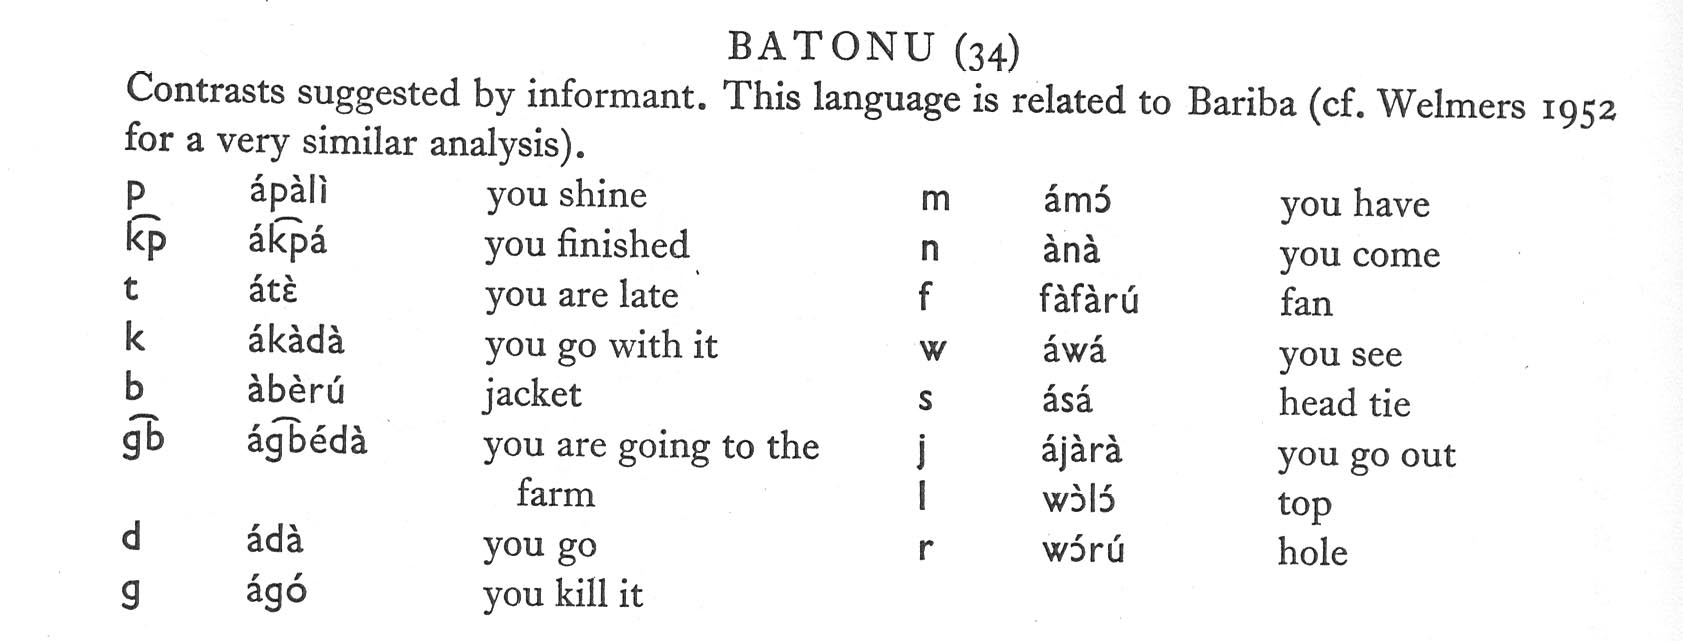 BATONU (34)
Contrasts suggested by informant. This language is related to Bariba (cf. Welmers 1952
for a very similar analysis).
p ápàlì you shine
k͡p ák͡pá you finished
t átɛ̀ you are late
k ákàdà you go with it
b àbèrú jacket
g͡b ág͡bédà you are going to the
farm
d ádà you go
g ágó you kill it
m ámɔ́ you have
n ànà you come
f fàfàrú fan
w áwá you see
s ásá head tie
j ájàrà you go out
l wɔ̀lɔ́ top
r wɔ́rú hole